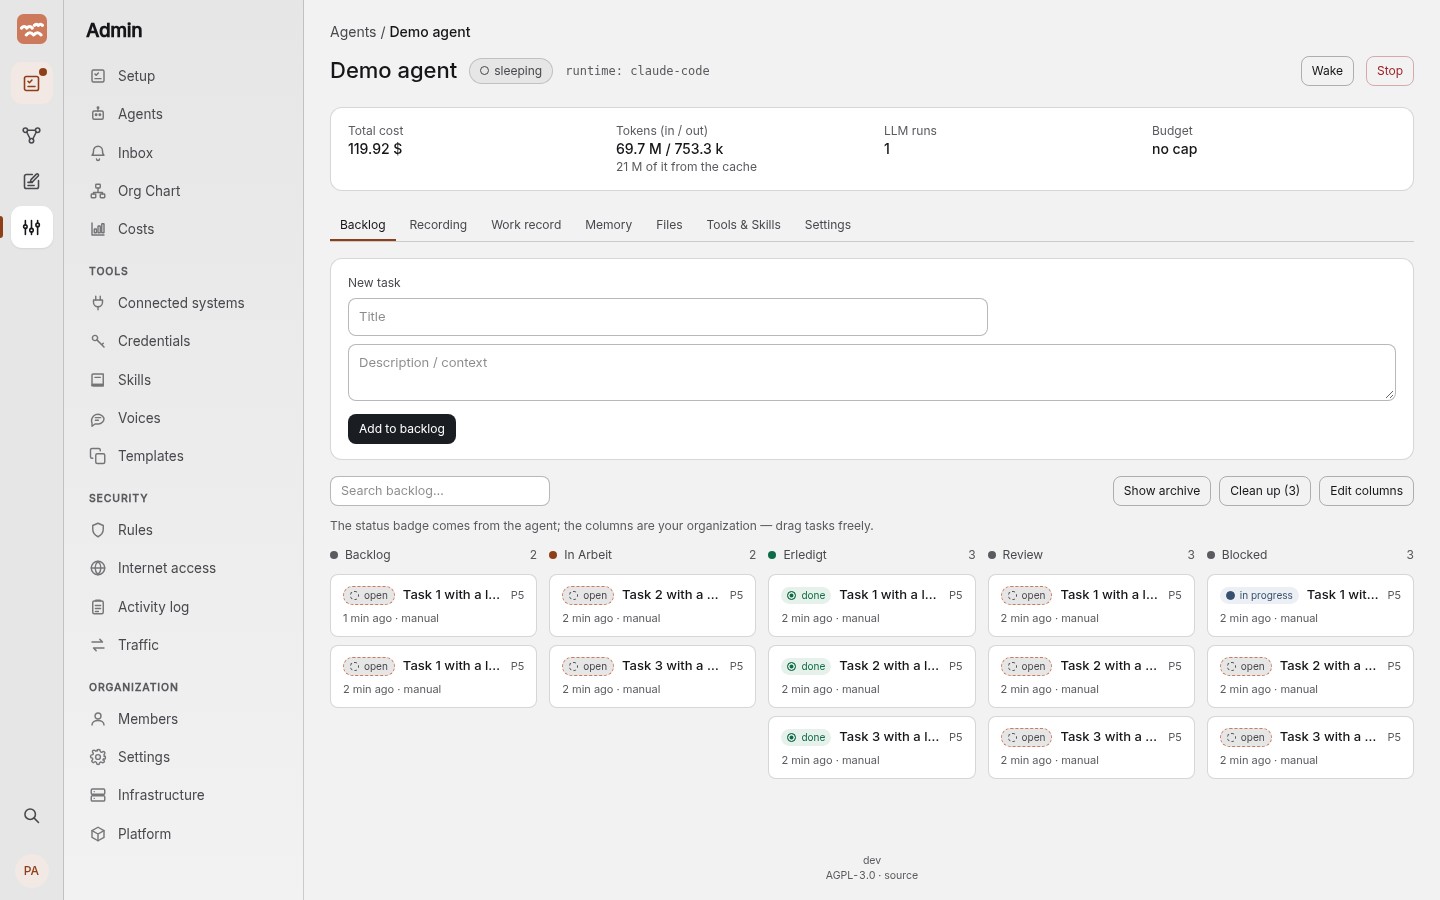 Admin
Setup
Agents
Inbox
Org Chart
Costs
TOOLS
Connected systems
Credentials
Skills
Voices
Templates
SECURITY
Rules
Internet access
Activity log
Traffic
ORGANIZATION
Members
Settings
Infrastructure
Platform
PA
Agents / Demo agent
Demo agent sleeping runtime: claude-code Wake Stop
Total cost Tokens (in / out) LLM runs Budget
119.92 $ 69.7 M / 753.3 k 1 no cap
21 M of it from the cache
Backlog Recording Work record Memory Files Tools & Skills Settings
New task
Title
Description / context
Add to backlog
Search backlog... Show archive Clean up (3) Edit columns
The status badge comes from the agent; the columns are your organization — drag tasks freely.
Backlog 2 In Arbeit 2 Erledigt 3 Review 3 Blocked 3
open Task 1 with a l... P5 open Task 2 with a ... P5 done Task 1 with a l... P5 open Task 1 with a l... P5 in progress Task 1 wit... P5
1 min ago · manual 2 min ago · manual 2 min ago · manual 2 min ago · manual 2 min ago · manual
open Task 1 with a l... P5 open Task 3 with a ... P5 done Task 2 with a l... P5 open Task 2 with a ... P5 open Task 2 with a ... P5
2 min ago · manual 2 min ago · manual 2 min ago · manual 2 min ago · manual 2 min ago · manual
done Task 3 with a l... P5 open Task 3 with a ... P5 open Task 3 with a ... P5
2 min ago · manual 2 min ago · manual 2 min ago · manual
dev
AGPL-3.0 · source